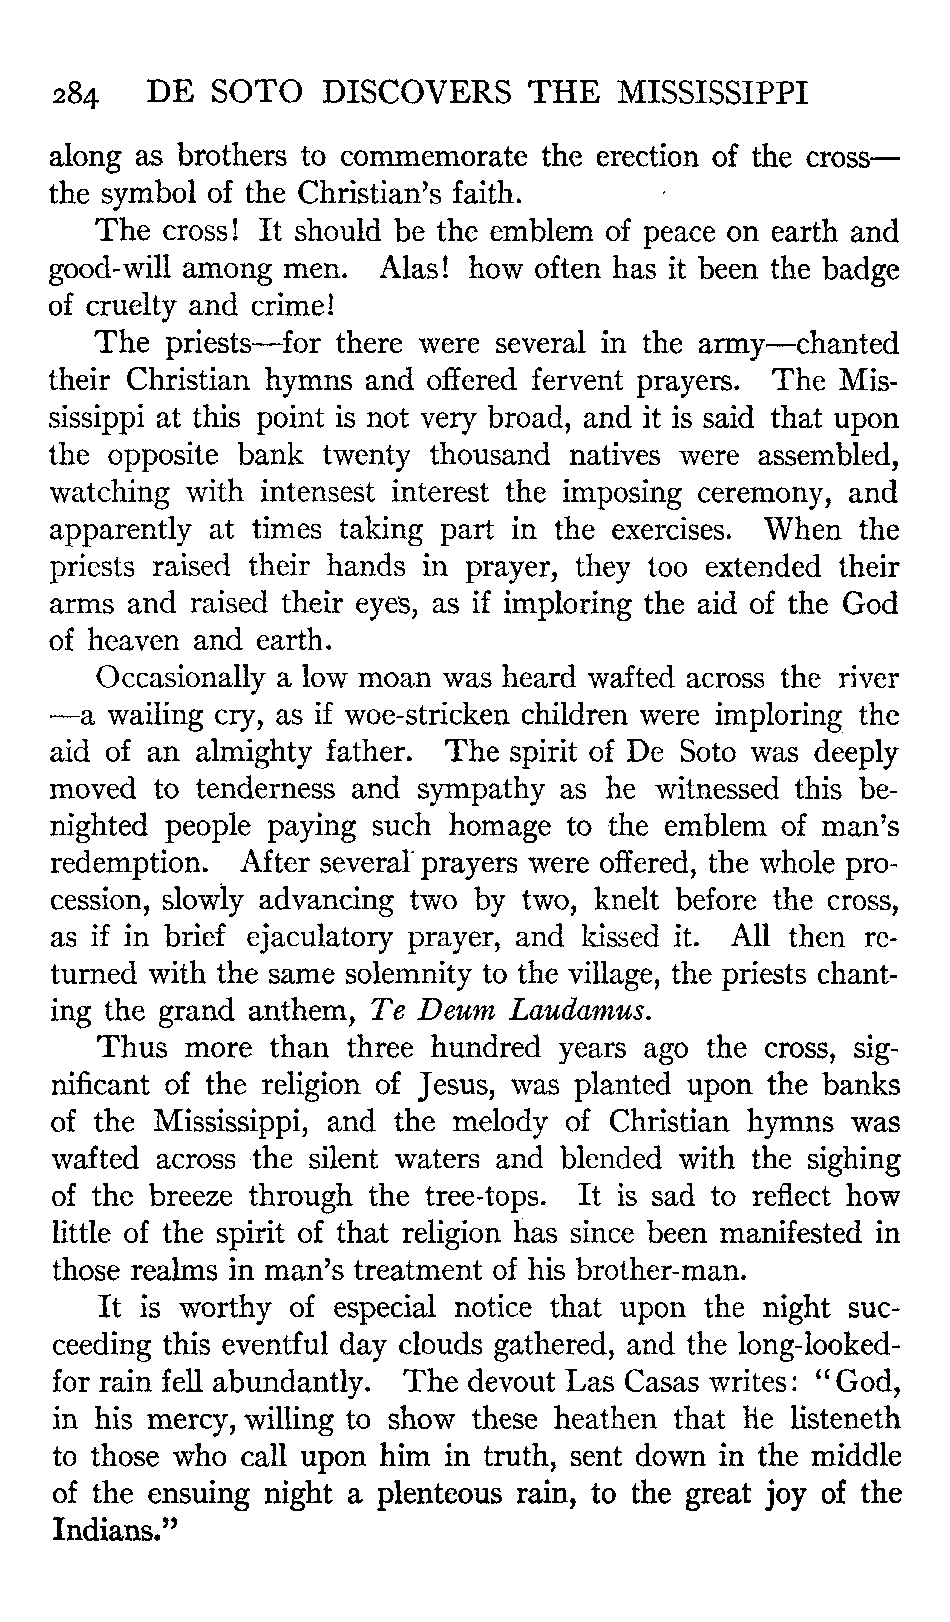 284 DE SOTO DISCOVERS THE MISSISSIPPI
along as brothers to commemorate the erection of the cross—
the symbol of the Christian's faith.
The cross! It should be the emblem of peace on earth and
good-will among men. Alas! how often has it been the badge
of cruelty and crime!
The priests—for there were several in the army—chanted
their Christian hymns and offered fervent prayers. The Mis-
sissippi at this point is not very broad, and it is said that upon
the opposite bank twenty thousand natives were assembled,
watching with intensest interest the imposing ceremony, and
apparently at times taking part in the exercises. When the
priests raised their hands in prayer, they too extended their
arms and raised their eyes, as if imploring the aid of the God
of heaven and earth.
Occasionally a low moan was heard wafted across the river
—a wailing cry, as if woe-stricken children were imploring the
aid of an almighty father. The spirit of De Soto was deeply
moved to tenderness and sympathy as he witnessed this be-
nighted people paying such homage to the emblem of man's
redemption. After several prayers were offered, the whole pro-
cession, slowly advancing two by two, knelt before the cross,
as if in brief ejaculatory prayer, and kissed it. All then re-
turned with the same solemnity to the village, the priests chant-
ing the grand anthem, Te Deum Laudamus.
Thus more than three hundred years ago the cross, sig-
nificant of the religion of Jesus, was planted upon the banks
of the Mississippi, and the melody of Christian hymns was
wafted across the silent waters and blended with the sighing
of the breeze through the tree-tops. It is sad to reflect how
little of the spirit of that religion has since been manifested in
those realms in man's treatment of his brother-man.
It is worthy of especial notice that upon the night suc-
ceeding this eventful day clouds gathered, and the long-looked-
for rain fell abundantly. The devout Las Casas writes: "God,
in his mercy, willing to show these heathen that He listeneth
to those who call upon him in truth, sent down in the middle
of the ensuing night a plenteous rain, to the great joy of the
Indians."